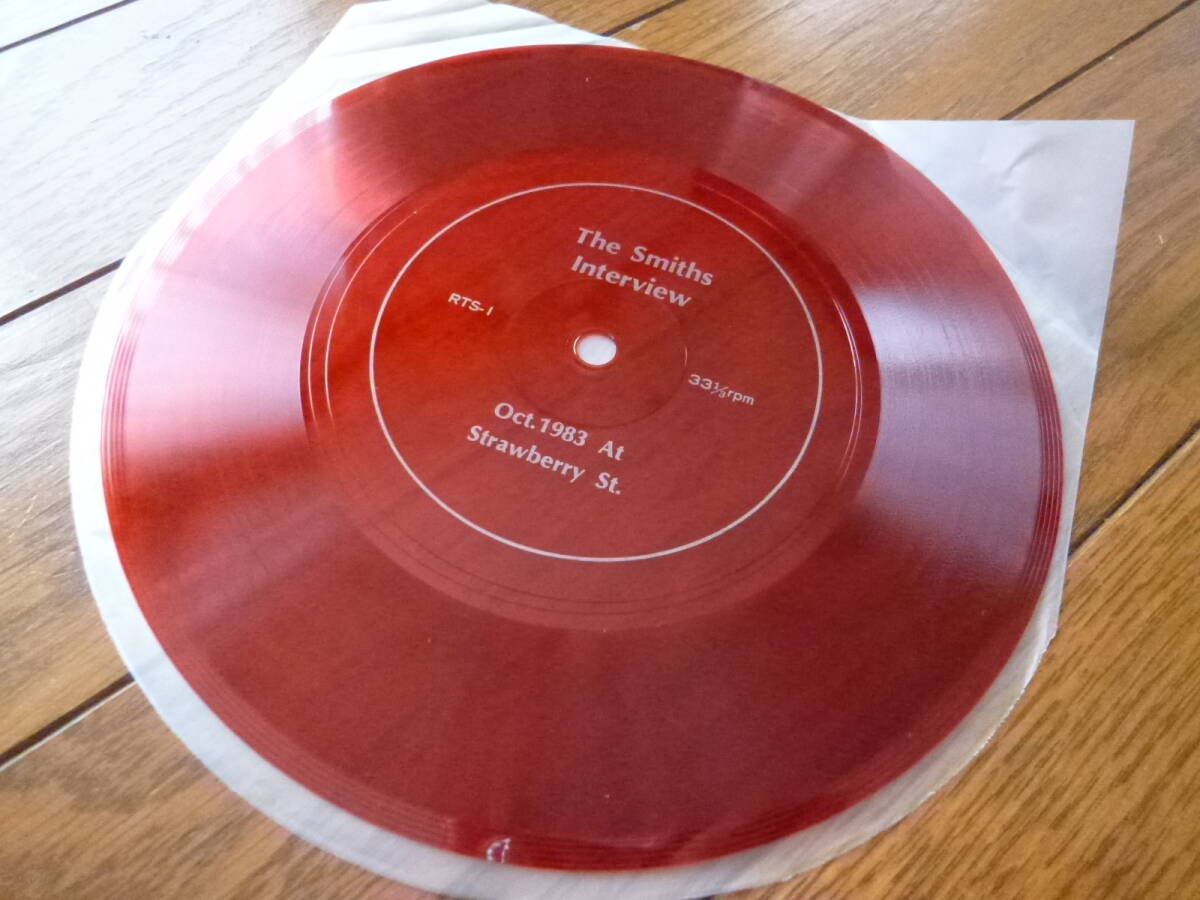 The Smiths
Interview
RTS-1
33⅓rpm
Oct.1983 At
Strawberry St.